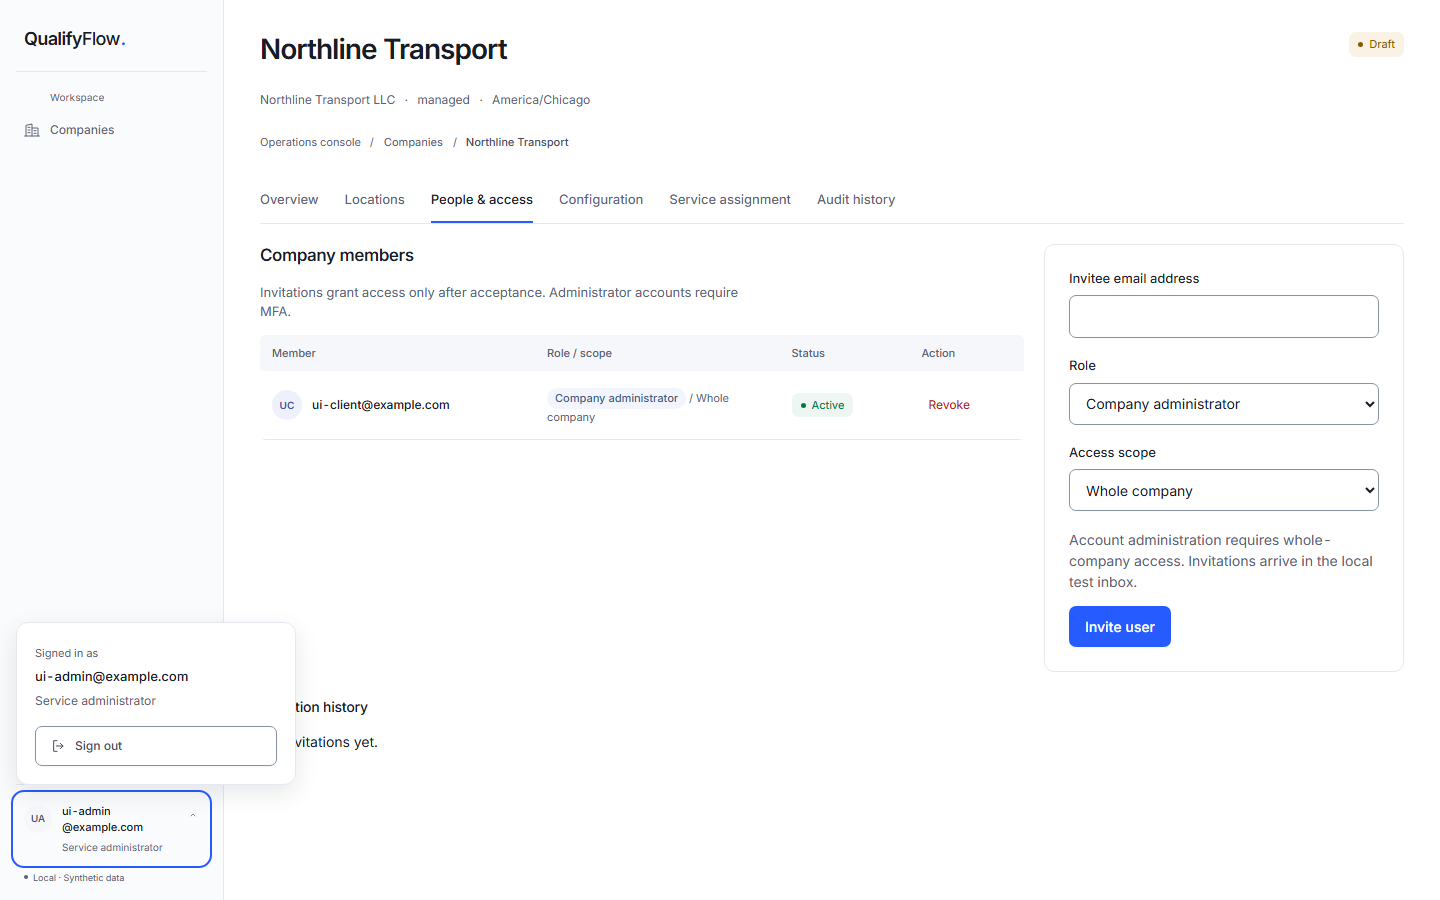 QualifyFlow.
Workspace
Companies
Northline Transport
Draft
Northline Transport LLC · managed · America/Chicago
Operations console / Companies / Northline Transport
Overview
Locations
People & access
Configuration
Service assignment
Audit history
Company members
Invitations grant access only after acceptance. Administrator accounts require
MFA.
Member
Role / scope
Status
Action
UC
ui-client@example.com
Company administrator / Whole
company
Active
Revoke
tion history
vitations yet.
Invitee email address
Role
Company administrator
Access scope
Whole company
Account administration requires whole-
company access. Invitations arrive in the local
test inbox.
Invite user
Signed in as
ui-admin@example.com
Service administrator
Sign out
UA
ui-admin
@example.com
Service administrator
Local · Synthetic data